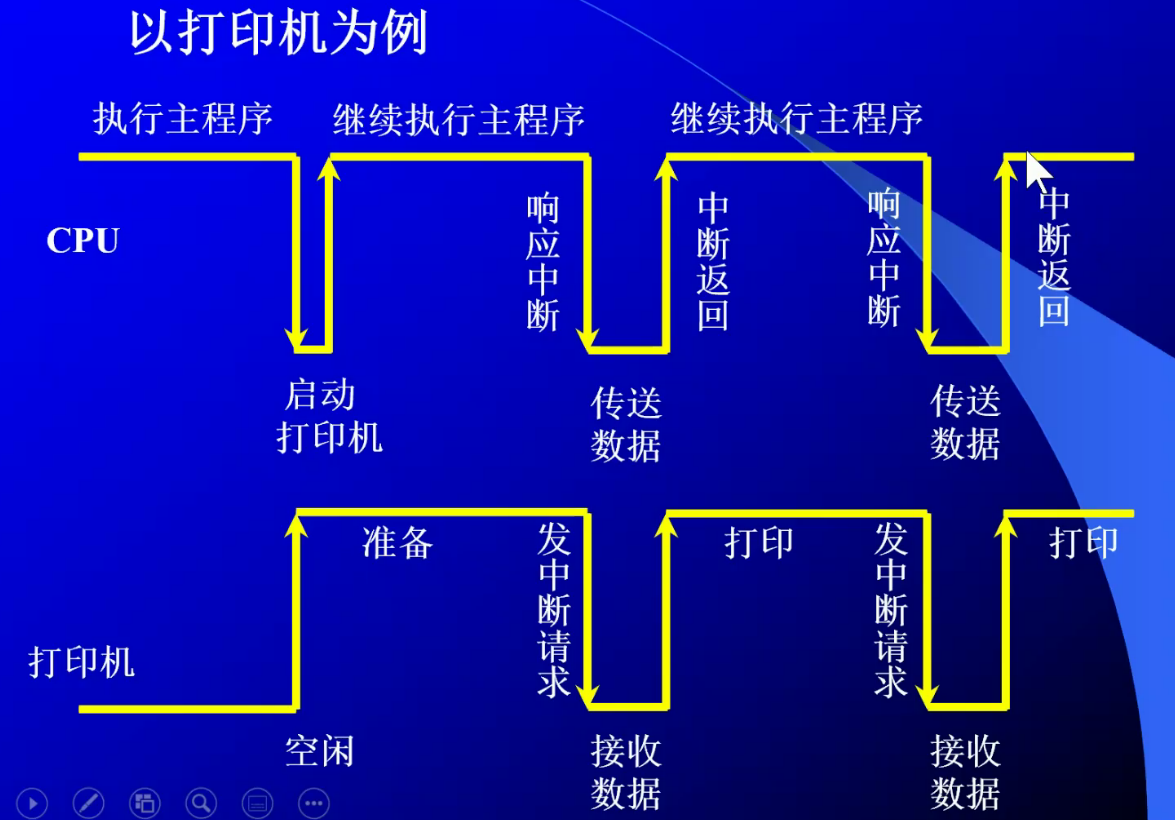 以打印机为例
执行主程序
继续执行主程序
继续执行主程序
CPU
响应中断
中断返回
响应中断
中断返回
启动
打印机
传送
数据
传送
数据
准备
发中断请求
打印
发中断请求
打印
打印机
空闲
接收
数据
接收
数据